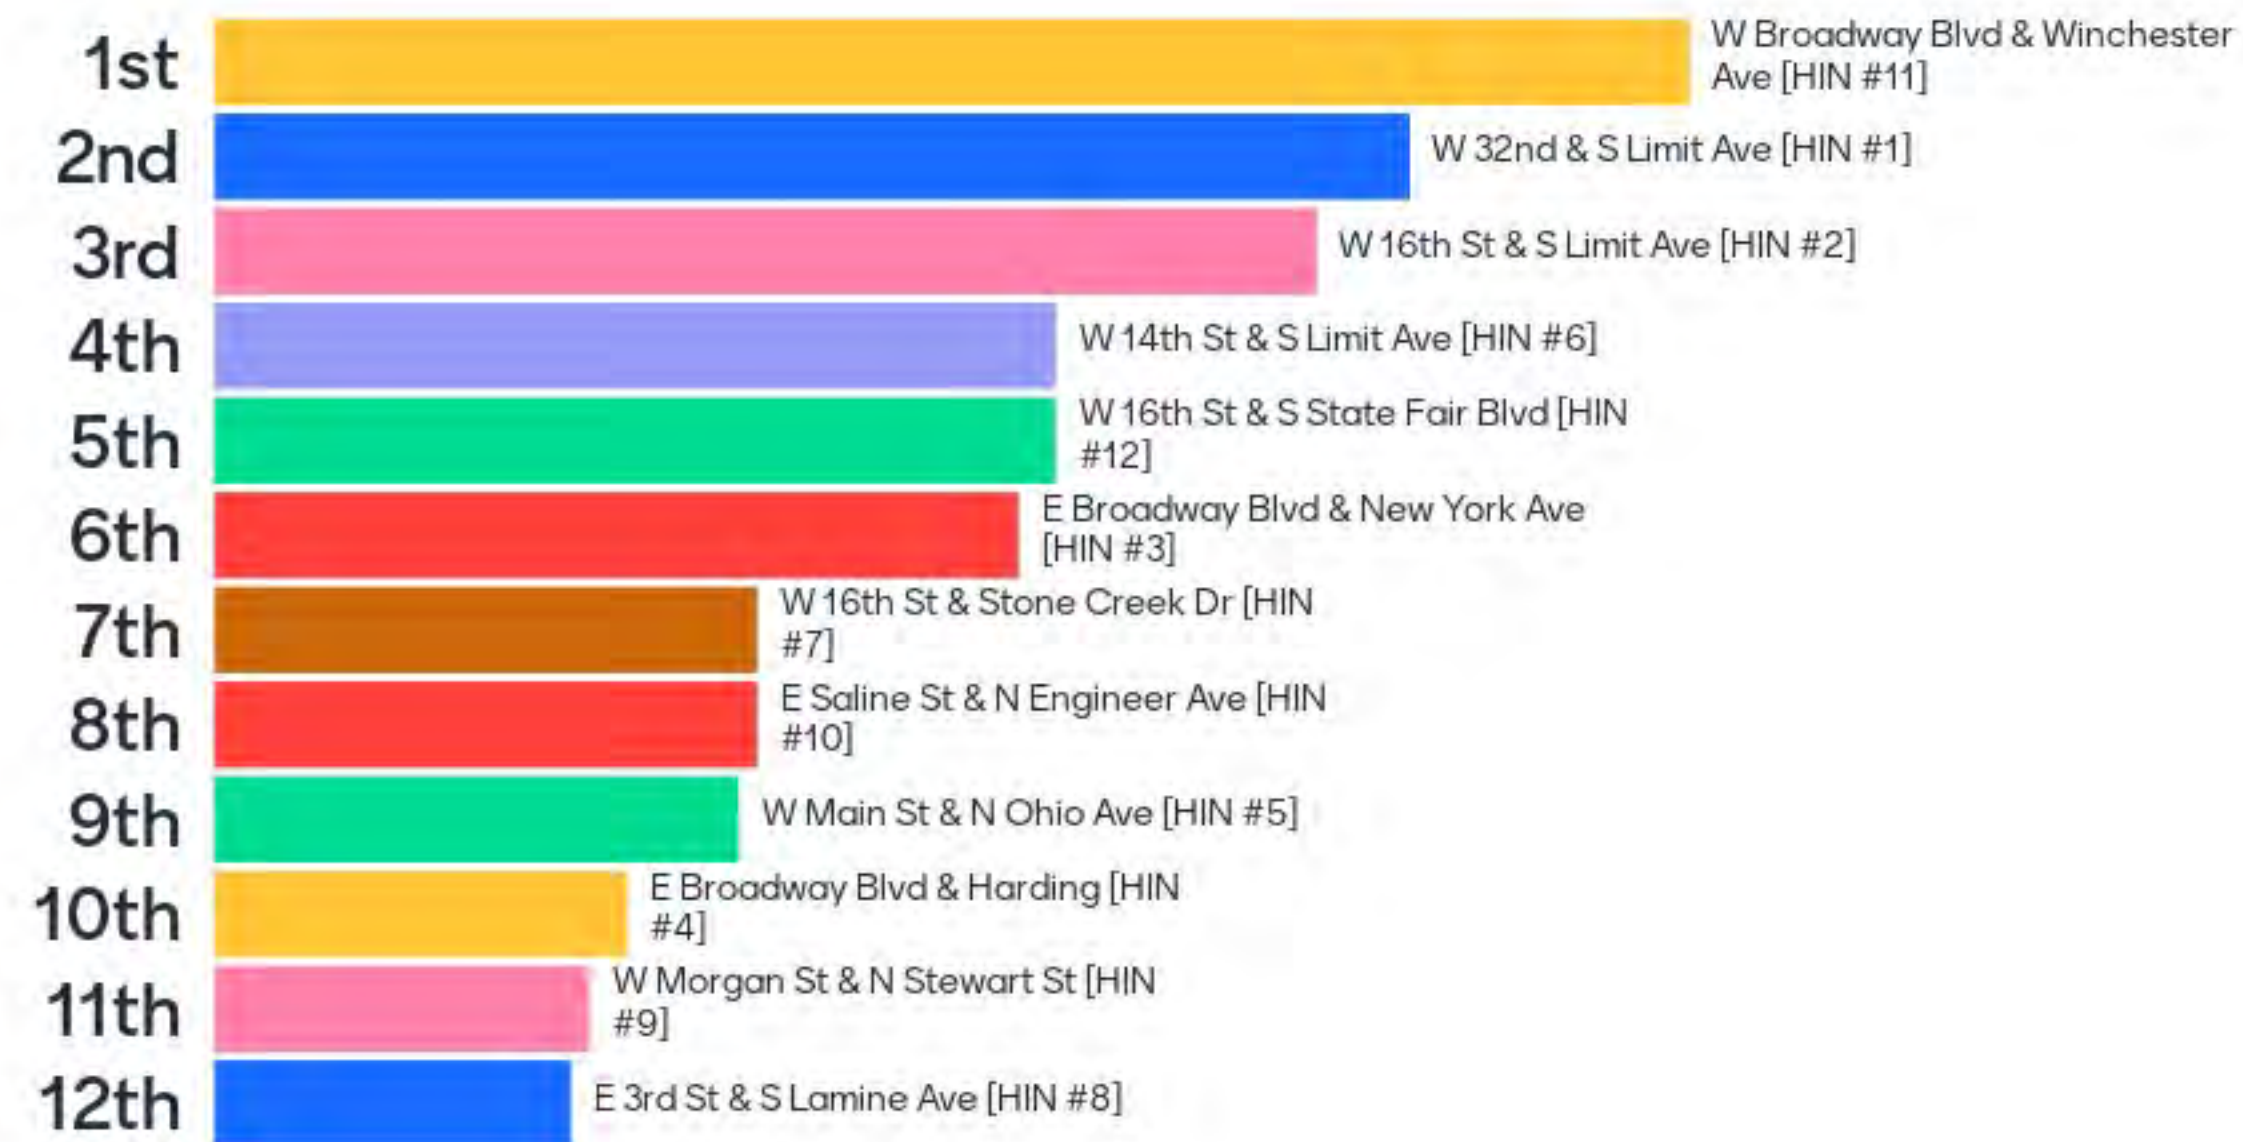 1st
W Broadway Blvd & Winchester
Ave [HIN #11]
2nd
W 32nd & S Limit Ave [HIN #1]
3rd
W 16th St & S Limit Ave [HIN #2]
4th
W 14th St & S Limit Ave [HIN #6]
5th
W 16th St & S State Fair Blvd [HIN
#12]
6th
E Broadway Blvd & New York Ave
[HIN #3]
7th
W 16th St & Stone Creek Dr [HIN
#7]
8th
E Saline St & N Engineer Ave [HIN
#10]
9th
W Main St & N Ohio Ave [HIN #5]
10th
E Broadway Blvd & Harding [HIN
#4]
11th
W Morgan St & N Stewart St [HIN
#9]
12th
E 3rd St & S Lamine Ave [HIN #8]